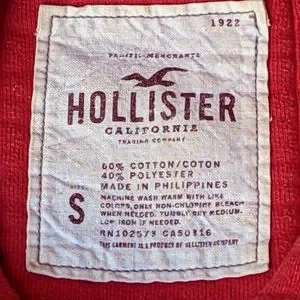 1922
PACIFIC MERCHANTS
HOLLISTER
CALIFORNIA
TRADING COMPANY
60% COTTON/COTON
40% POLYESTER
MADE IN PHILIPPINES
SIZE
S
MACHINE WASH WARM WITH LIKE
COLORS, ONLY NON-CHLORINE BLEACH
WHEN NEEDED. TUMBLE DRY MEDIUM.
LOW IRON IF NEEDED.
RN102573 CA50816
THIS GARMENT IS A PRODUCT OF HOLLISTER COMPANY